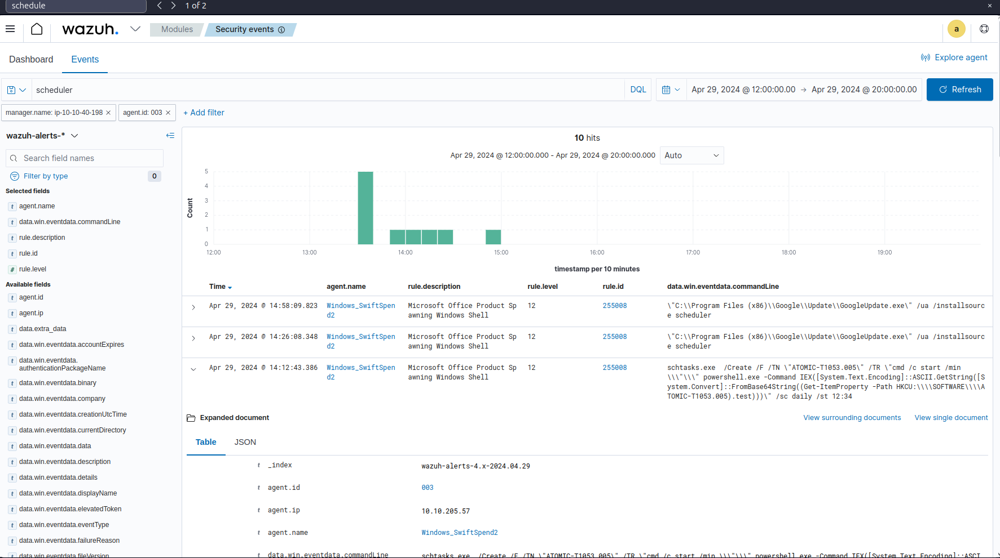 schedule
1 of 2
×
wazuh.
Modules
Security events
a
Dashboard
Events
Explore agent
scheduler
DQL
Apr 29, 2024 @ 12:00:00.00 → Apr 29, 2024 @ 20:00:00.00
Refresh
manager.name: ip-10-10-40-198 ×
agent.id: 003 ×
+ Add filter
wazuh-alerts-*
Search field names
Filter by type
0
Selected fields
t agent.name
t data.win.eventdata.commandLine
t rule.description
t rule.id
# rule.level
Available fields
t agent.id
t agent.ip
t data.extra_data
t data.win.eventdata.accountExpires
t data.win.eventdata.
authenticationPackageName
t data.win.eventdata.binary
t data.win.eventdata.company
t data.win.eventdata.creationUtcTime
t data.win.eventdata.currentDirectory
t data.win.eventdata.data
t data.win.eventdata.description
t data.win.eventdata.details
t data.win.eventdata.displayName
t data.win.eventdata.elevatedToken
t data.win.eventdata.eventType
t data.win.eventdata.failureReason
t data.win.eventdata.fileVersion
10 hits
Apr 29, 2024 @ 12:00:00.000 - Apr 29, 2024 @ 20:00:00.000
Auto
Count
5
4
3
2
1
0
12:00
13:00
14:00
15:00
16:00
17:00
18:00
19:00
timestamp per 10 minutes
Time agent.name rule.description rule.level rule.id data.win.eventdata.commandLine
Apr 29, 2024 @ 14:58:09.823 Windows_SwiftSpen Microsoft Office Product Sp 12 255008 \"C:\\Program Files (x86)\\Google\\Update\\GoogleUpdate.exe\" /ua /installsourc
d2 awning Windows Shell e scheduler
Apr 29, 2024 @ 14:26:08.348 Windows_SwiftSpen Microsoft Office Product Sp 12 255008 \"C:\\Program Files (x86)\\Google\\Update\\GoogleUpdate.exe\" /ua /installsourc
d2 awning Windows Shell e scheduler
Apr 29, 2024 @ 14:12:43.386 Windows_SwiftSpen Microsoft Office Product Sp 12 255008 schtasks.exe /Create /F /TN \"ATOMIC-T1053.005\" /TR \"cmd /c start /min
d2 awning Windows Shell \\\"\\\" powershell.exe -Command IEX([System.Text.Encoding]::ASCII.GetString([S
ystem.Convert]::FromBase64String((Get-ItemProperty -Path HKCU:\\\\SOFTWARE\\\\A
TOMIC-T1053.005).test)))\" /sc daily /st 12:34
Expanded document
View surrounding documents
View single document
Table
JSON
t _index wazuh-alerts-4.x-2024.04.29
t agent.id 003
t agent.ip 10.10.205.57
t agent.name Windows_SwiftSpend2
t data.win.eventdata.commandLine schtasks.exe /Create /F /TN \"ATOMIC-T1053.005\" /TR \"cmd /c start /min \\\"\\\" powershell.exe -Command IEX([System.Text.Encoding]::ASCI